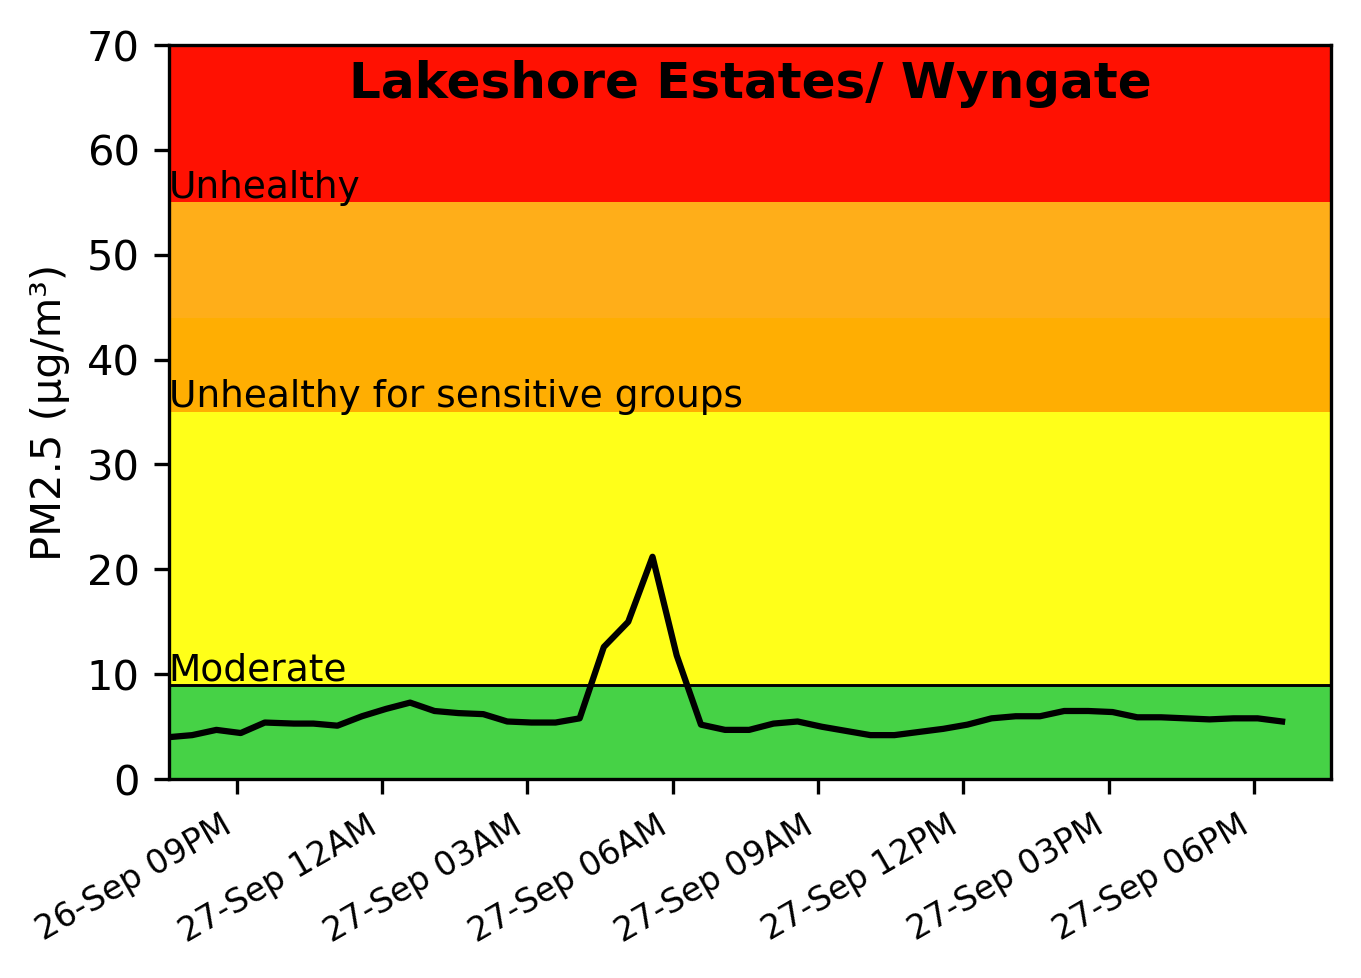 Lakeshore Estates/ Wyngate
PM2.5 (µg/m³)
70
60
50
40
30
20
10
0
Unhealthy
Unhealthy for sensitive groups
Moderate
26-Sep 09PM
27-Sep 12AM
27-Sep 03AM
27-Sep 06AM
27-Sep 09AM
27-Sep 12PM
27-Sep 03PM
27-Sep 06PM